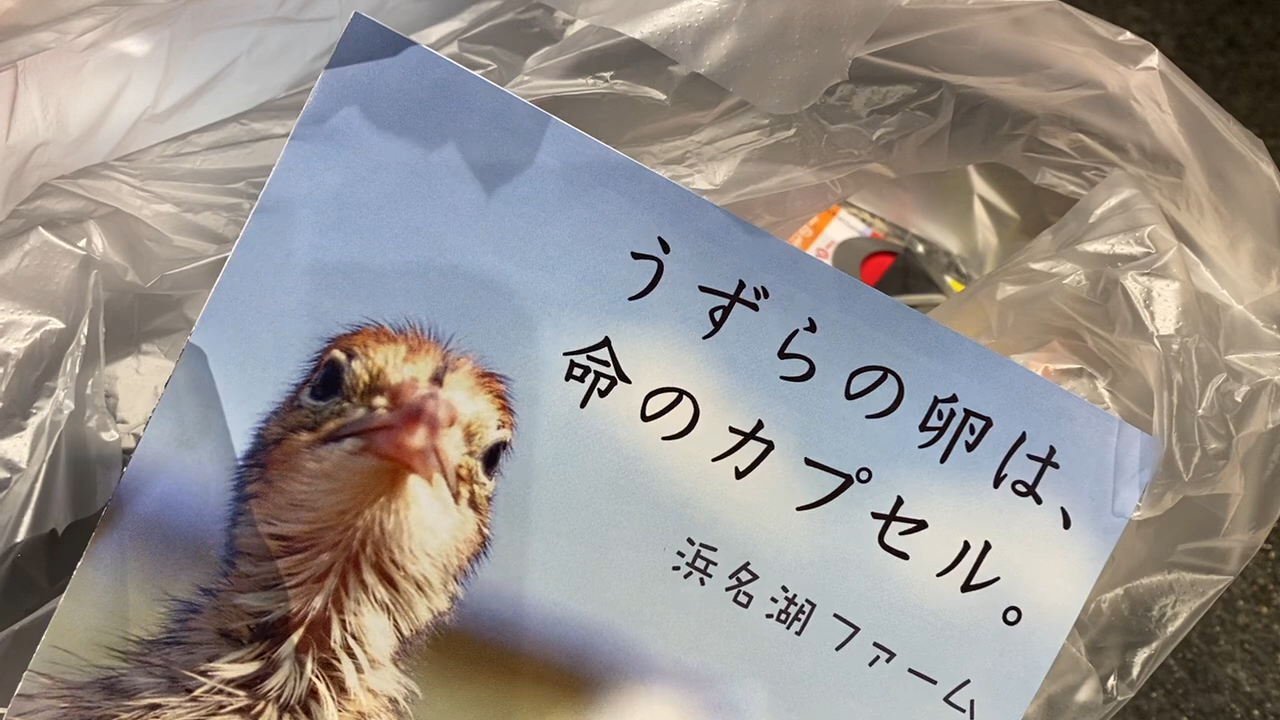 うずらの卵は、
命のカプセル。
浜名湖ファーム